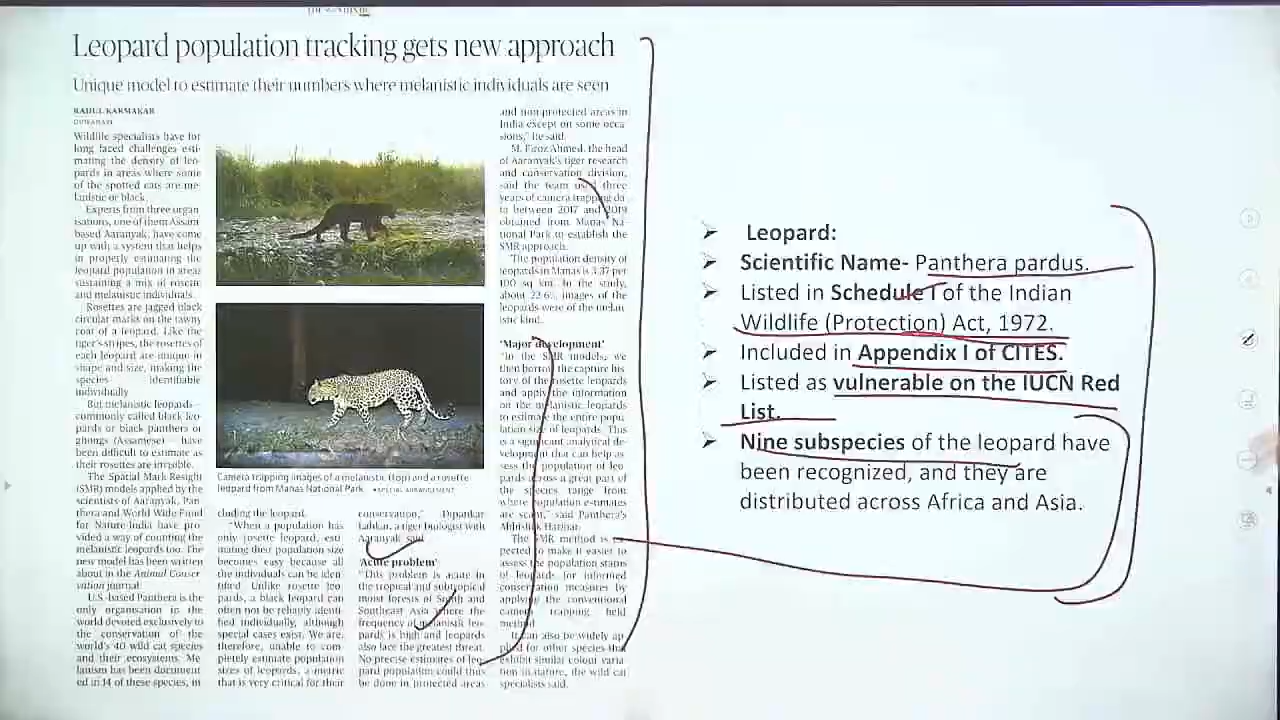 THE HINDU
Leopard population tracking gets new approach
Unique model to estimate their numbers where melanistic individuals are seen
RAHUL KARMAKAR
GUWAHATI
Wildlife specialists have for
long faced challenges esti-
mating the density of leo-
pards in areas where some
of the spotted cats are me-
lanistic or black.
Experts from three organ-
isations, one of them Assam-
based Aaranyak, have come
up with a system that helps
in properly estimating the
leopard population in areas
sustaining a mix of rosette
and melanistic individuals.
Rosettes are jagged black
circular marks on the tawny
coat of a leopard. Like the
tiger's stripes, the rosettes of
each leopard are unique in
shape and size, making the
species identifiable
individually.
But melanistic leopards –
commonly called black leo-
pards or black panthers or
ghongs (Assamese) – have
been difficult to estimate as
their rosettes are invisible.
The Spatial Mark-Resight
(SMR) models applied by the
scientists of Aaranyak, Pan-
thera and World Wide Fund
for Nature-India have pro-
vided a way of counting the
melanistic leopards too. The
new model has been written
about in the Animal Conser-
vation journal.
U.S.-based Panthera is the
only organisation in the
world devoted exclusively to
the conservation of the
world's 40 wild cat species
and their ecosystems. Me-
lanism has been document-
ed in 14 of these species, in-
Camera trapping images of a melanistic (top) and a rosette
leopard from Manas National Park. •SPECIAL ARRANGEMENT
cluding the leopard.
"When a population has
only rosette leopard, esti-
mating their population size
becomes easy because all
the individuals can be iden-
tified. Unlike rosette leo-
pards, a black leopard can
often not be reliably identi-
fied individually, although
special cases exist. We are,
therefore, unable to com-
pletely estimate population
sizes of leopards, a metric
that is very critical for their
conservation," Dipankar
Lahkar, a tiger biologist with
Aaranyak said.
'Acute problem'
"This problem is acute in
the tropical and subtropical
moist forests of South and
Southeast Asia where the
frequency of melanistic leo-
pards is high and leopards
also face the greatest threat.
No precise estimates of leo-
pard population could thus
be done in protected areas
and non-protected areas in
India except on some occa-
sions," he said.
M. Firoz Ahmed, the head
of Aaranyak's tiger research
and conservation division,
said the team used three
years of camera trapping da-
ta between 2017 and 2019
obtained from Manas Na-
tional Park to establish the
SMR approach.
"The population density of
leopards in Manas is 3.37 per
100 sq km. In the study,
about 22.6% images of the
leopards were of the melan-
istic kind.
'Major development'
"In the SMR models, we
then borrow the capture his-
tory of the rosette leopards
and apply the information
on the melanistic leopards
to estimate the entire popu-
lation size of leopards. This
is a significant analytical de-
velopment that can help as-
sess the population of leo-
pards across a great part of
the species range from
where population estimates
are scant," said Panthera's
Abhishek Harihar.
The SMR method is ex-
pected to make it easier to
assess the population status
of leopards for informed
conservation measures by
applying the conventional
camera trapping field
method.
It can also be widely ap-
plied for other species that
exhibit similar colour varia-
tion in nature, the wild cat
specialists said.
➢ Leopard:
➢ Scientific Name- Panthera pardus.
➢ Listed in Schedule I of the Indian
Wildlife (Protection) Act, 1972.
➢ Included in Appendix I of CITES.
➢ Listed as vulnerable on the IUCN Red
List.
➢ Nine subspecies of the leopard have
been recognized, and they are
distributed across Africa and Asia.